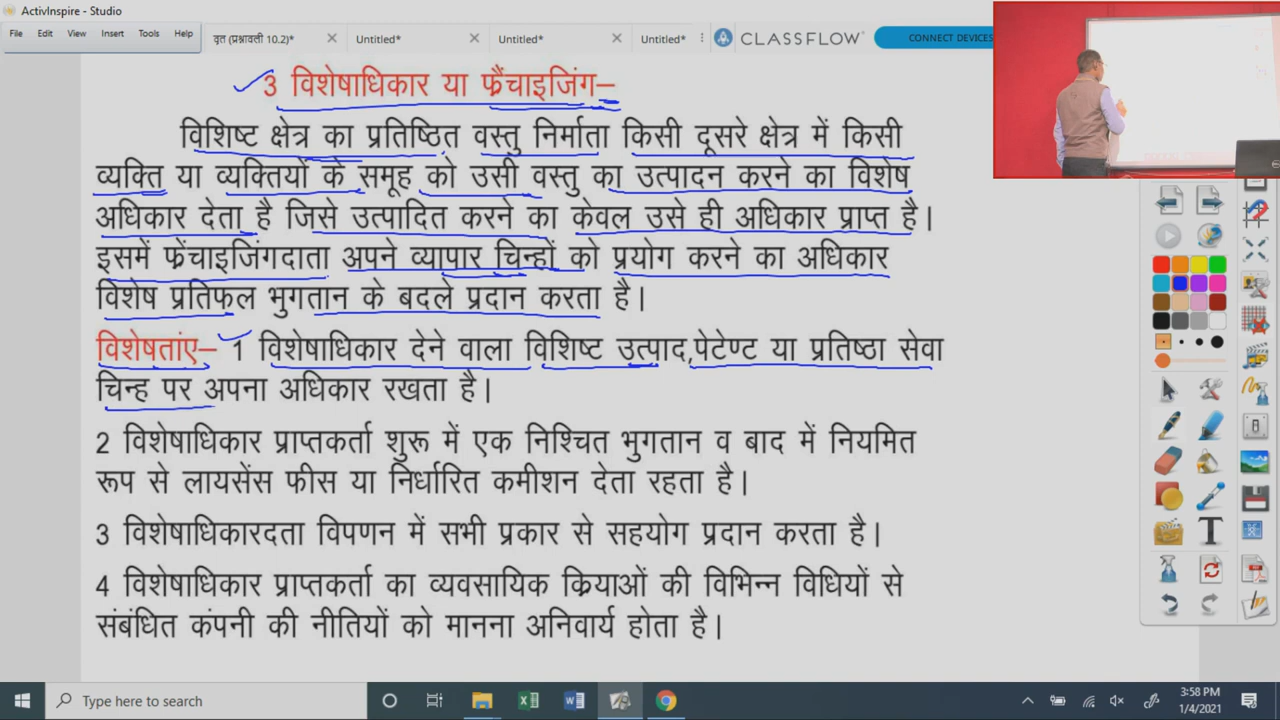 ActivInspire - Studio
File Edit View Insert Tools Help
वृत (प्रश्नावली 10.2)* Untitled* Untitled* Untitled* CLASSFLOW CONNECT DEVICES
3 विशेषाधिकार या फ्रैंचाइजिंग–
विशिष्ट क्षेत्र का प्रतिष्ठित वस्तु निर्माता किसी दूसरे क्षेत्र में किसी
व्यक्ति या व्यक्तियों के समूह को उसी वस्तु का उत्पादन करने का विशेष
अधिकार देता है जिसे उत्पादित करने का केवल उसे ही अधिकार प्राप्त है।
इसमें फ्रेंचाइजिंगदाता अपने व्यापार चिन्हों को प्रयोग करने का अधिकार
विशेष प्रतिफल भुगतान के बदले प्रदान करता है।
विशेषतांए– 1 विशेषाधिकार देने वाला विशिष्ट उत्पाद,पेटेण्ट या प्रतिष्ठा सेवा
चिन्ह पर अपना अधिकार रखता है।
2 विशेषाधिकार प्राप्तकर्ता शुरू में एक निश्चित भुगतान व बाद में नियमित
रूप से लायसेंस फीस या निर्धारित कमीशन देता रहता है।
3 विशेषाधिकारदता विपणन में सभी प्रकार से सहयोग प्रदान करता है।
4 विशेषाधिकार प्राप्तकर्ता का व्यवसायिक क्रियाओं की विभिन्न विधियों से
संबंधित कंपनी की नीतियों को मानना अनिवार्य होता है।
Type here to search
3:58 PM
1/4/2021